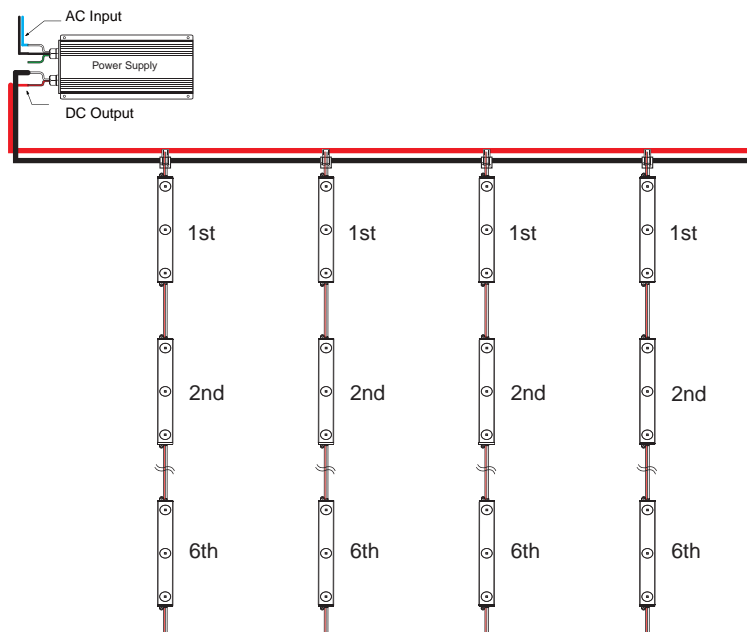 AC Input
Power Supply
DC Output
1st 1st 1st 1st
2nd 2nd 2nd 2nd
6th 6th 6th 6th